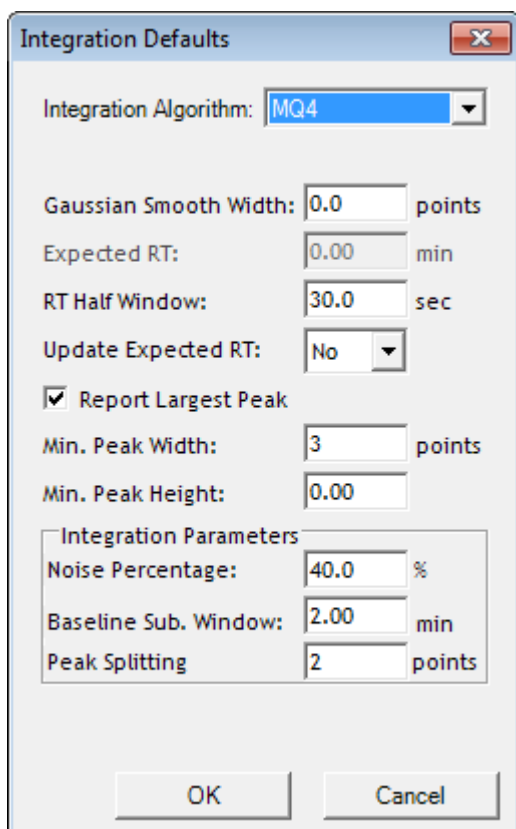 Integration Defaults
Integration Algorithm: MQ4
Gaussian Smooth Width: 0.0 points
Expected RT: 0.00 min
RT Half Window: 30.0 sec
Update Expected RT: No
Report Largest Peak
Min. Peak Width: 3 points
Min. Peak Height: 0.00
Integration Parameters
Noise Percentage: 40.0 %
Baseline Sub. Window: 2.00 min
Peak Splitting 2 points
OK Cancel